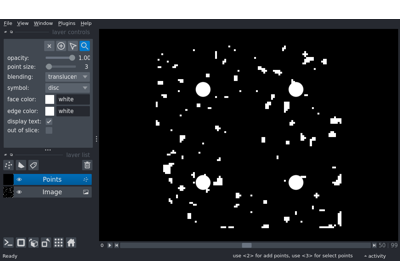 File View Window Plugins Help
layer controls
opacity: 1.00
point size: 3
blending: translucen
symbol: disc
face color: white
edge color: white
display text:
out of slice:
layer list
Points
Image
0 50 99
Ready use <2> for add points, use <3> for select points activity